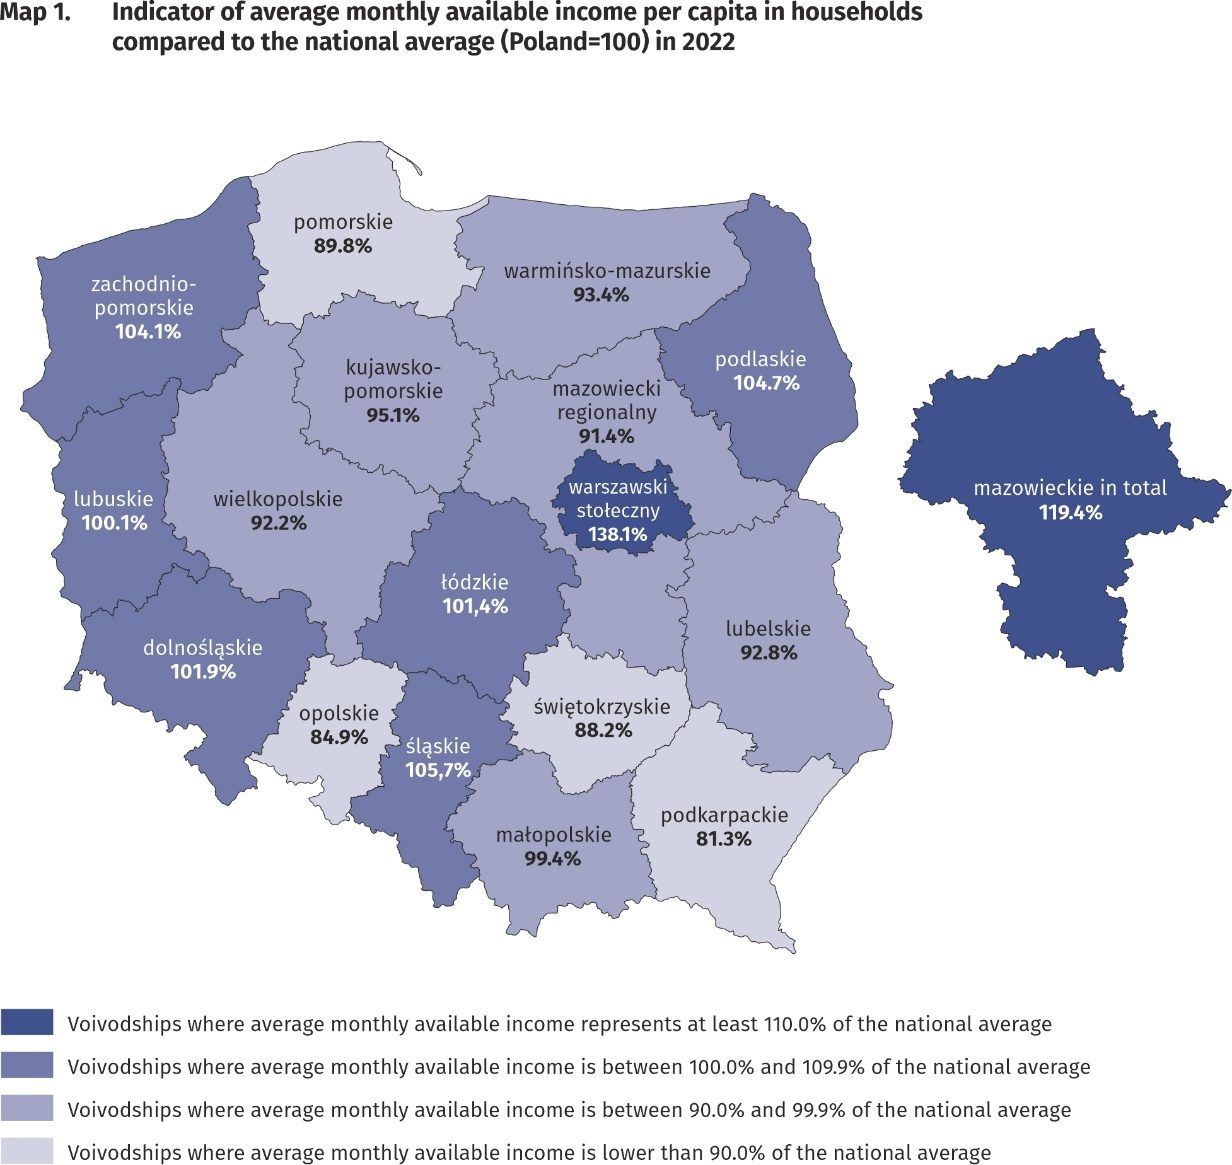 Map 1. Indicator of average monthly available income per capita in households
compared to the national average (Poland=100) in 2022
pomorskie
89.8%
warmińsko-mazurskie
93.4%
zachodnio-
pomorskie
104.1%
podlaskie
104.7%
kujawsko-
pomorskie
95.1%
mazowiecki
regionalny
91.4%
lubuskie
100.1%
wielkopolskie
92.2%
warszawski
stołeczny
138.1%
mazowieckie in total
119.4%
łódzkie
101,4%
lubelskie
92.8%
dolnośląskie
101.9%
opolskie
84.9%
świętokrzyskie
88.2%
śląskie
105,7%
małopolskie
99.4%
podkarpackie
81.3%
Voivodships where average monthly available income represents at least 110.0% of the national average
Voivodships where average monthly available income is between 100.0% and 109.9% of the national average
Voivodships where average monthly available income is between 90.0% and 99.9% of the national average
Voivodships where average monthly available income is lower than 90.0% of the national average